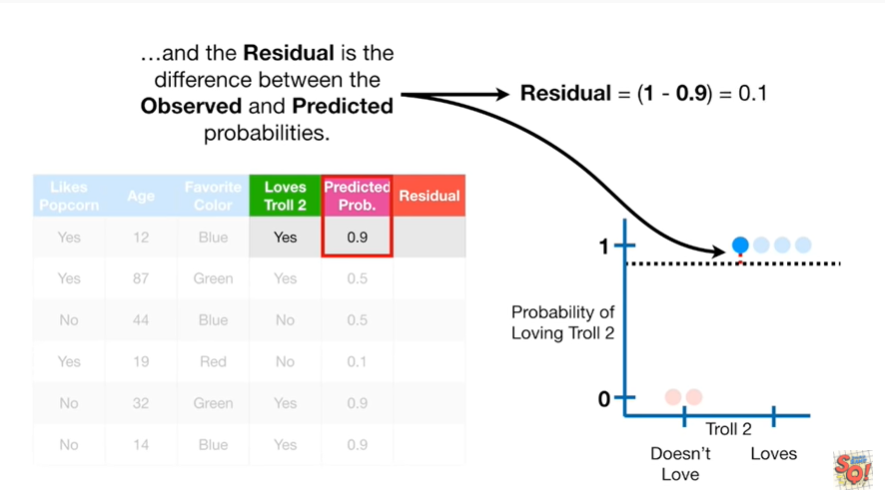 …and the Residual is the
difference between the
Observed and Predicted
probabilities.
Residual = (1 - 0.9) = 0.1
Likes Popcorn Age Favorite Color Loves Troll 2 Predicted Prob. Residual
Yes 12 Blue Yes 0.9
Yes 87 Green Yes 0.5
No 44 Blue No 0.5
Yes 19 Red No 0.1
No 32 Green Yes 0.9
No 14 Blue Yes 0.9
1
Probability of
Loving Troll 2
0
Troll 2
Doesn't
Love
Loves
SQ!